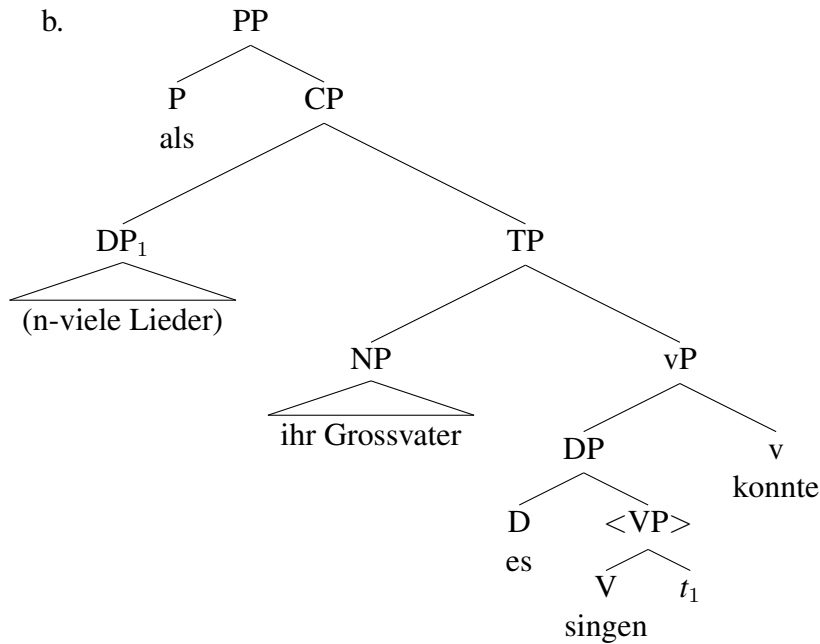 b. PP
P CP
als
DP₁ TP
(n-viele Lieder)
NP vP
ihr Grossvater
DP v
konnte
D <VP>
es
V t₁
singen